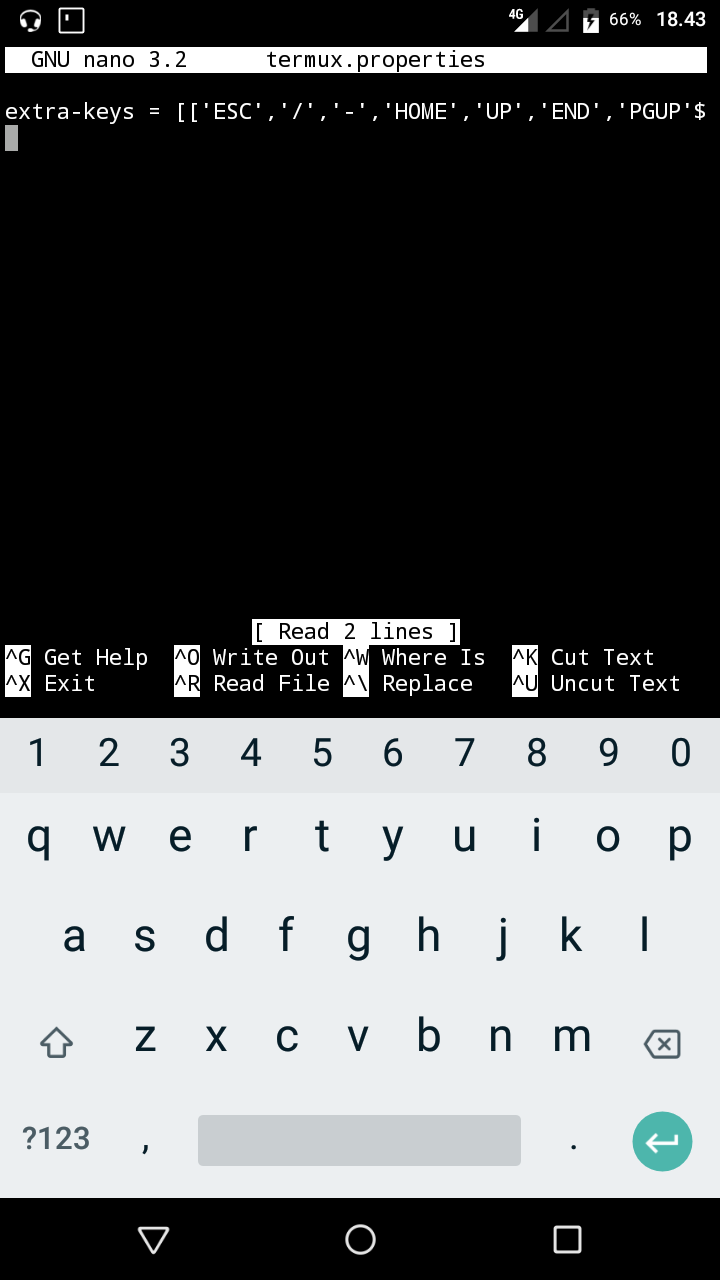 4G 66% 18.43
GNU nano 3.2 termux.properties
extra-keys = [['ESC','/','-','HOME','UP','END','PGUP'$
[ Read 2 lines ]
^G Get Help ^O Write Out ^W Where Is ^K Cut Text
^X Exit ^R Read File ^\ Replace ^U Uncut Text
1 2 3 4 5 6 7 8 9 0
q w e r t y u i o p
a s d f g h j k l
z x c v b n m
?123 , .